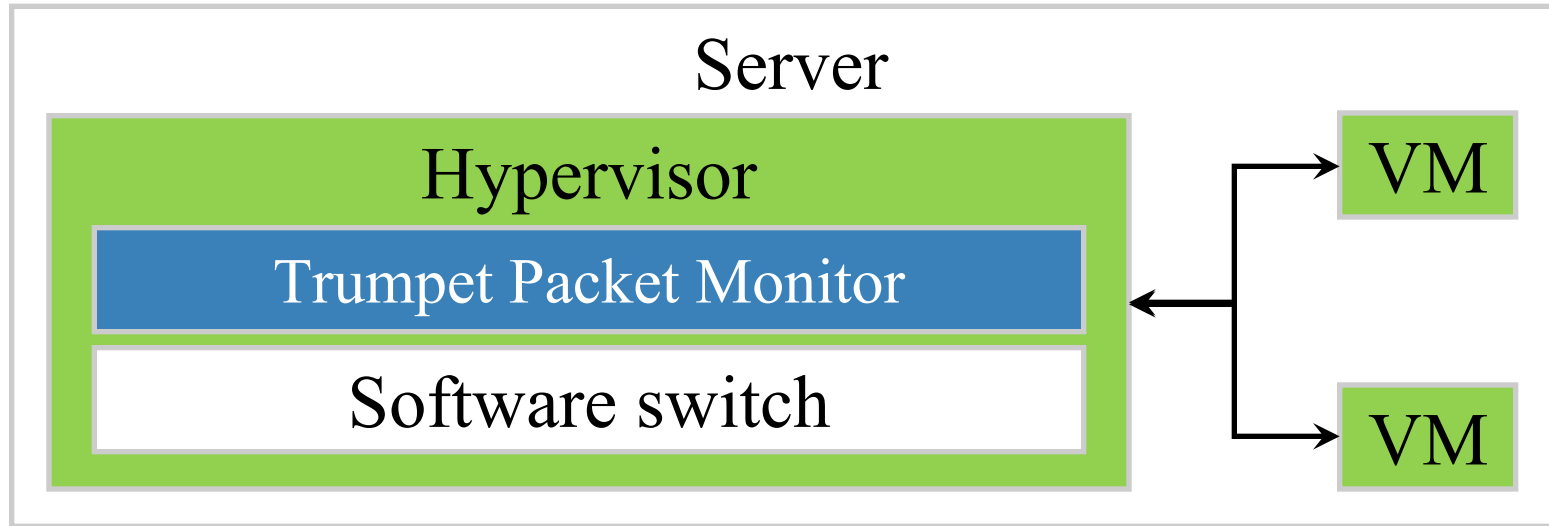 Server
Hypervisor
Trumpet Packet Monitor
Software switch
VM
VM